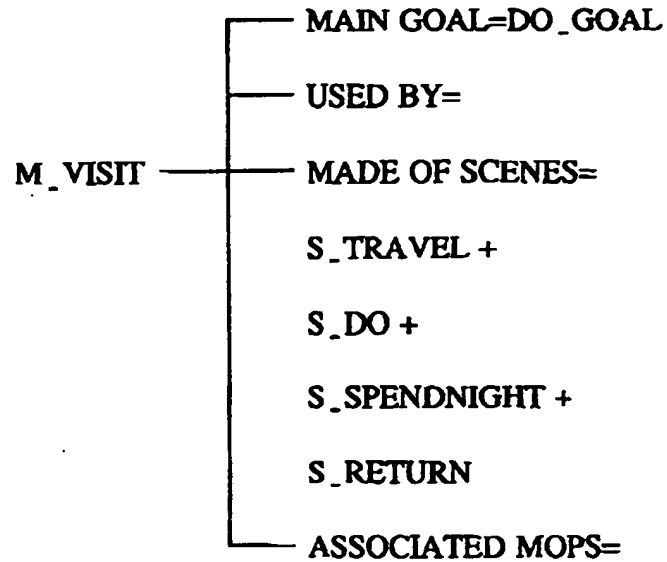 MAIN GOAL=DO_GOAL
USED BY=
M_VISIT
MADE OF SCENES=
S_TRAVEL +
S_DO +
S_SPENDNIGHT +
S_RETURN
ASSOCIATED MOPS=